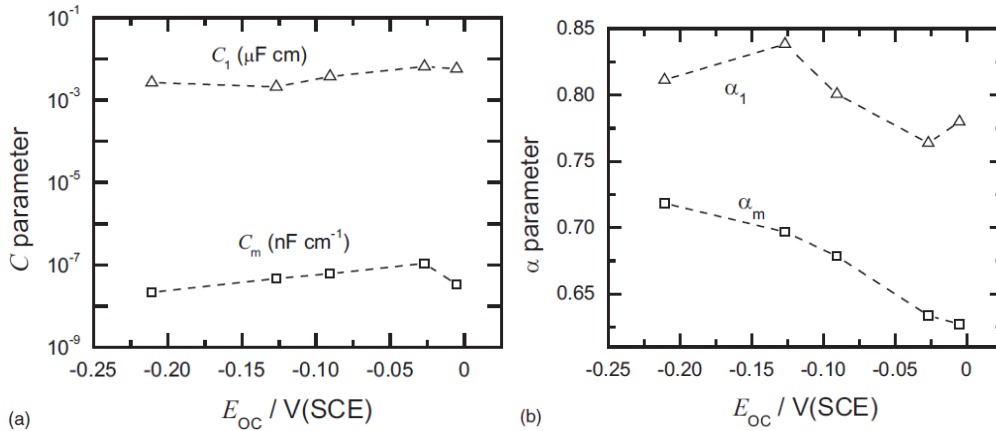 10⁻¹
10⁻³
10⁻⁵
10⁻⁷
10⁻⁹
C parameter
C₁ (μF cm)
Cₘ (nF cm⁻¹)
-0.25 -0.20 -0.15 -0.10 -0.05 0
E_OC / V(SCE)
(a)
0.85
0.80
0.75
0.70
0.65
α parameter
α₁
αₘ
-0.25 -0.20 -0.15 -0.10 -0.05 0
E_OC / V(SCE)
(b)